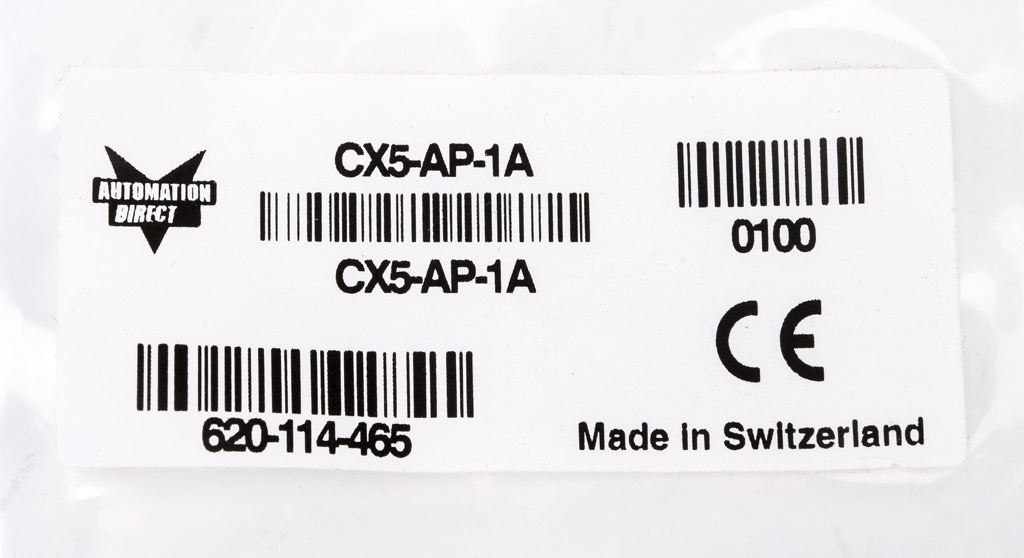 AUTOMATION
DIRECT
CX5-AP-1A
CX5-AP-1A
0100
CE
620-114-465
Made in Switzerland